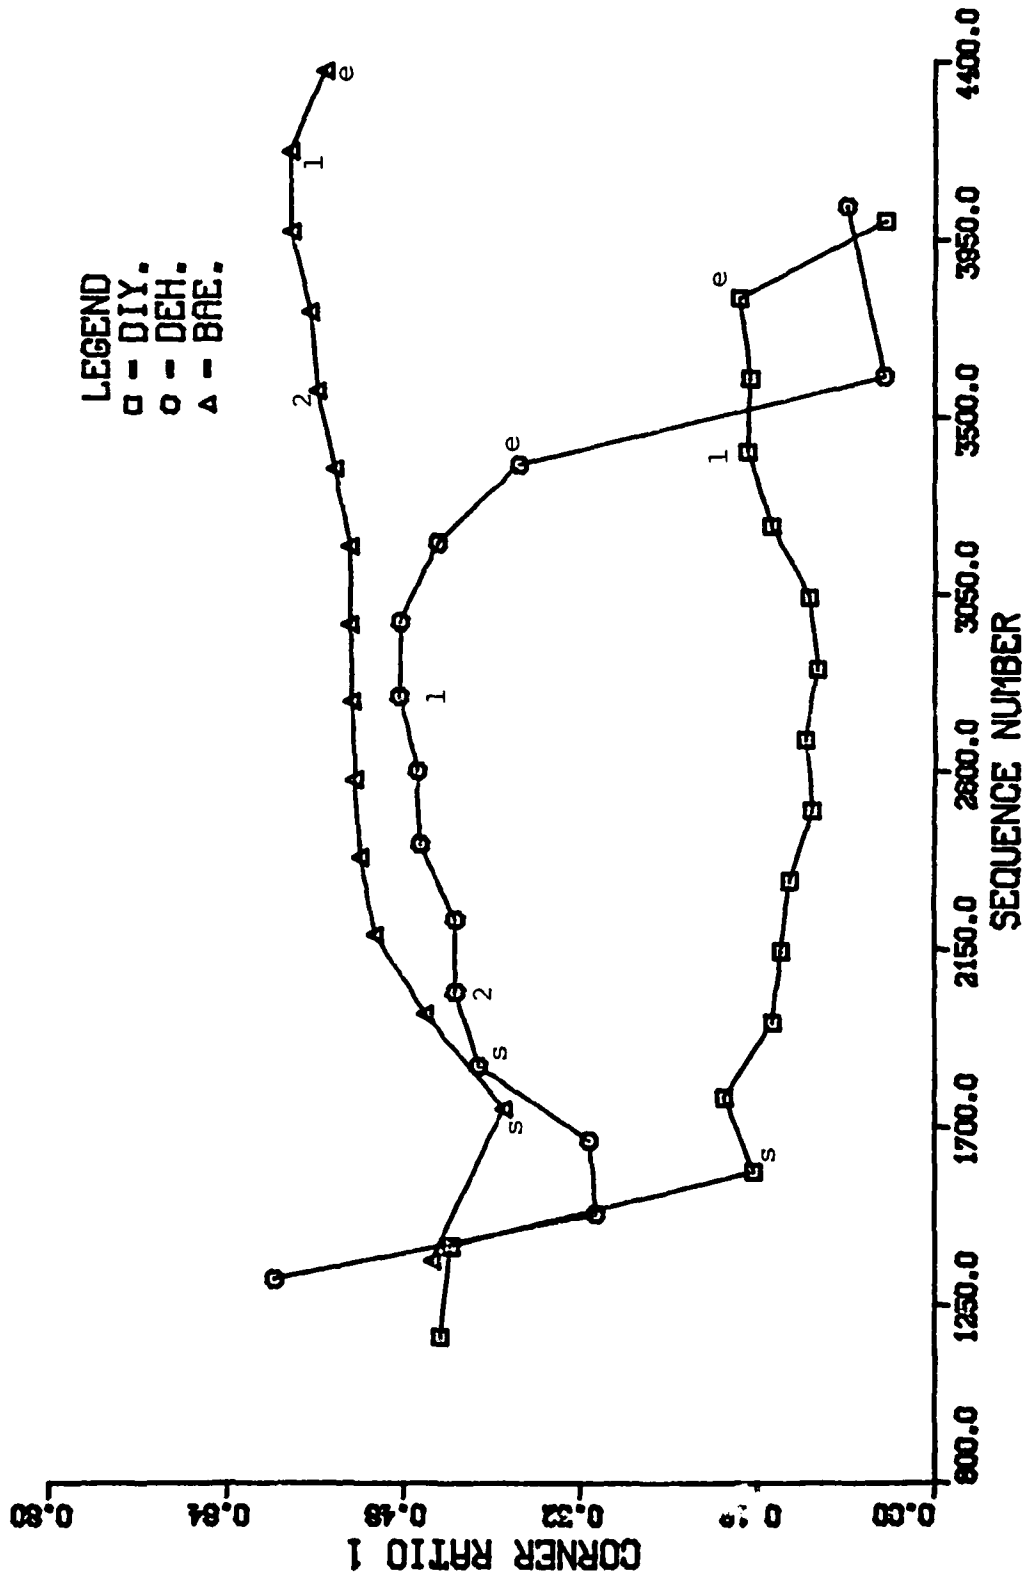 LEGEND
□ - DIY.
○ - DEH.
△ - BAE.
CORNER RATIO 1
0.80
0.64
0.48
0.32
0.00
SEQUENCE NUMBER
800.0
1250.0
1700.0
2150.0
2600.0
3050.0
3500.0
3950.0
4400.0
s
s
2
s
1
e
2
1
e
1
e